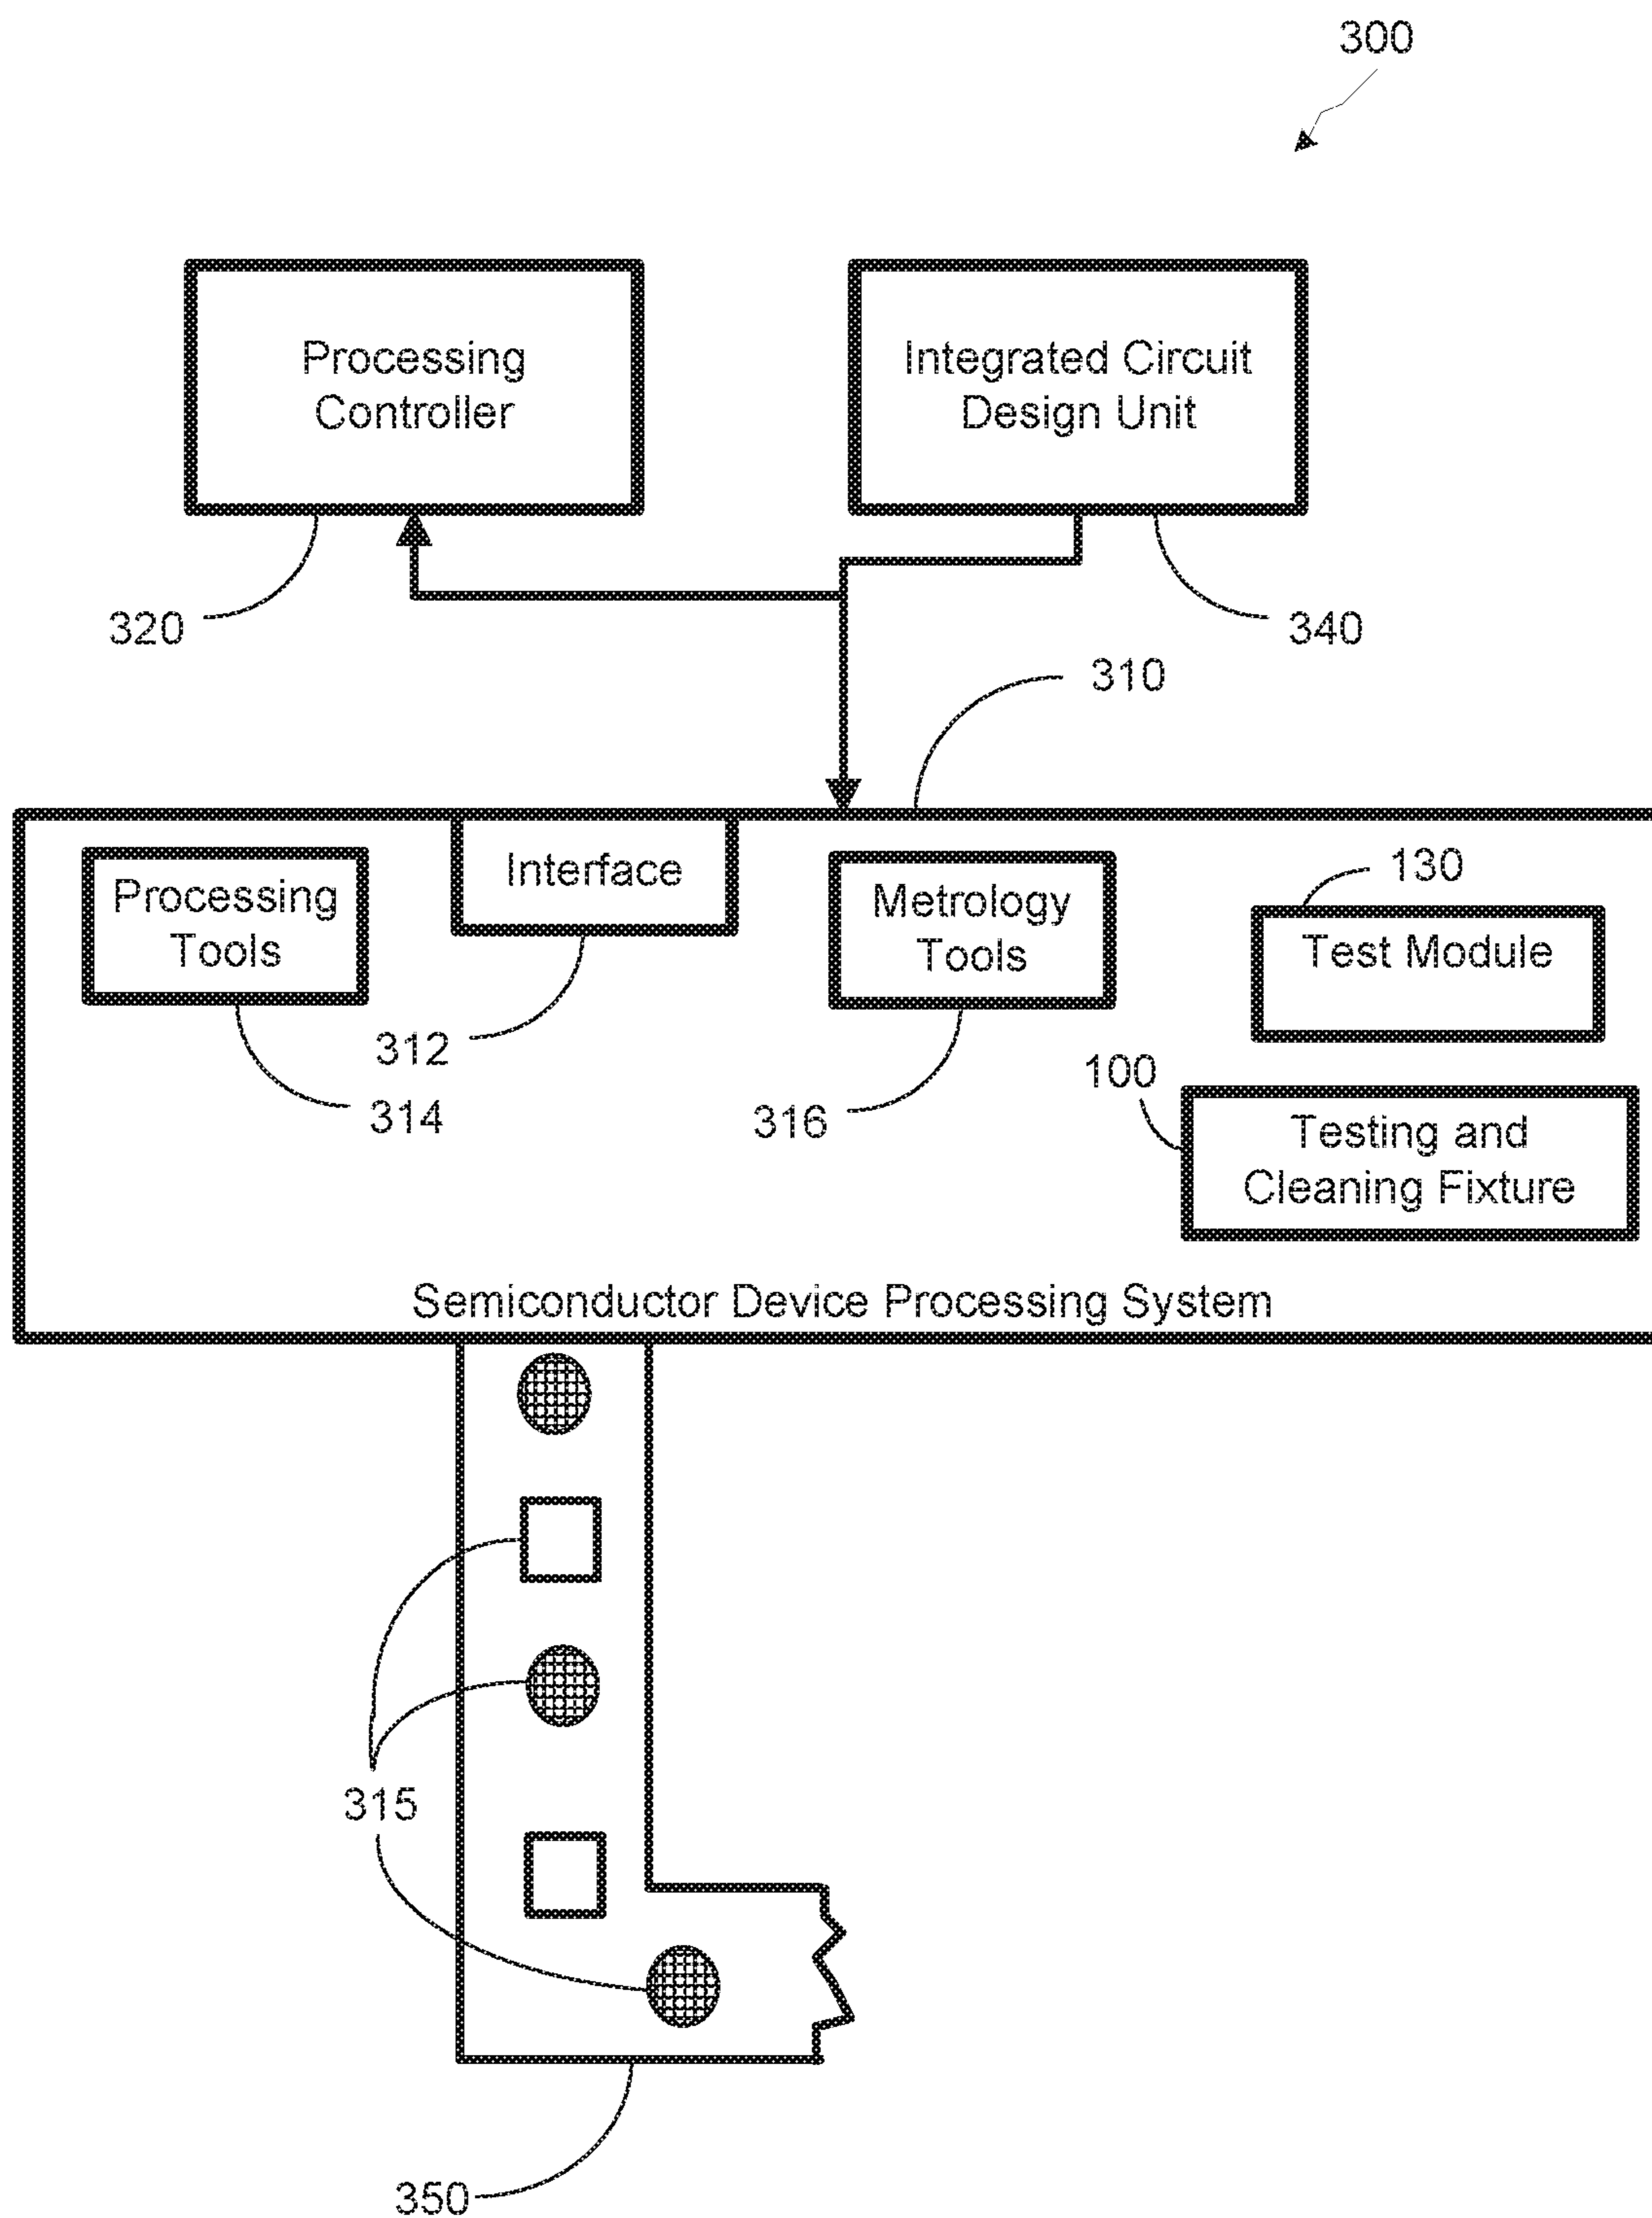 300
Processing
Controller
Integrated Circuit
Design Unit
320
340
310
Processing
Tools
Interface
Metrology
Tools
130
Test Module
312
314
316
100
Testing and
Cleaning Fixture
Semiconductor Device Processing System
315
350